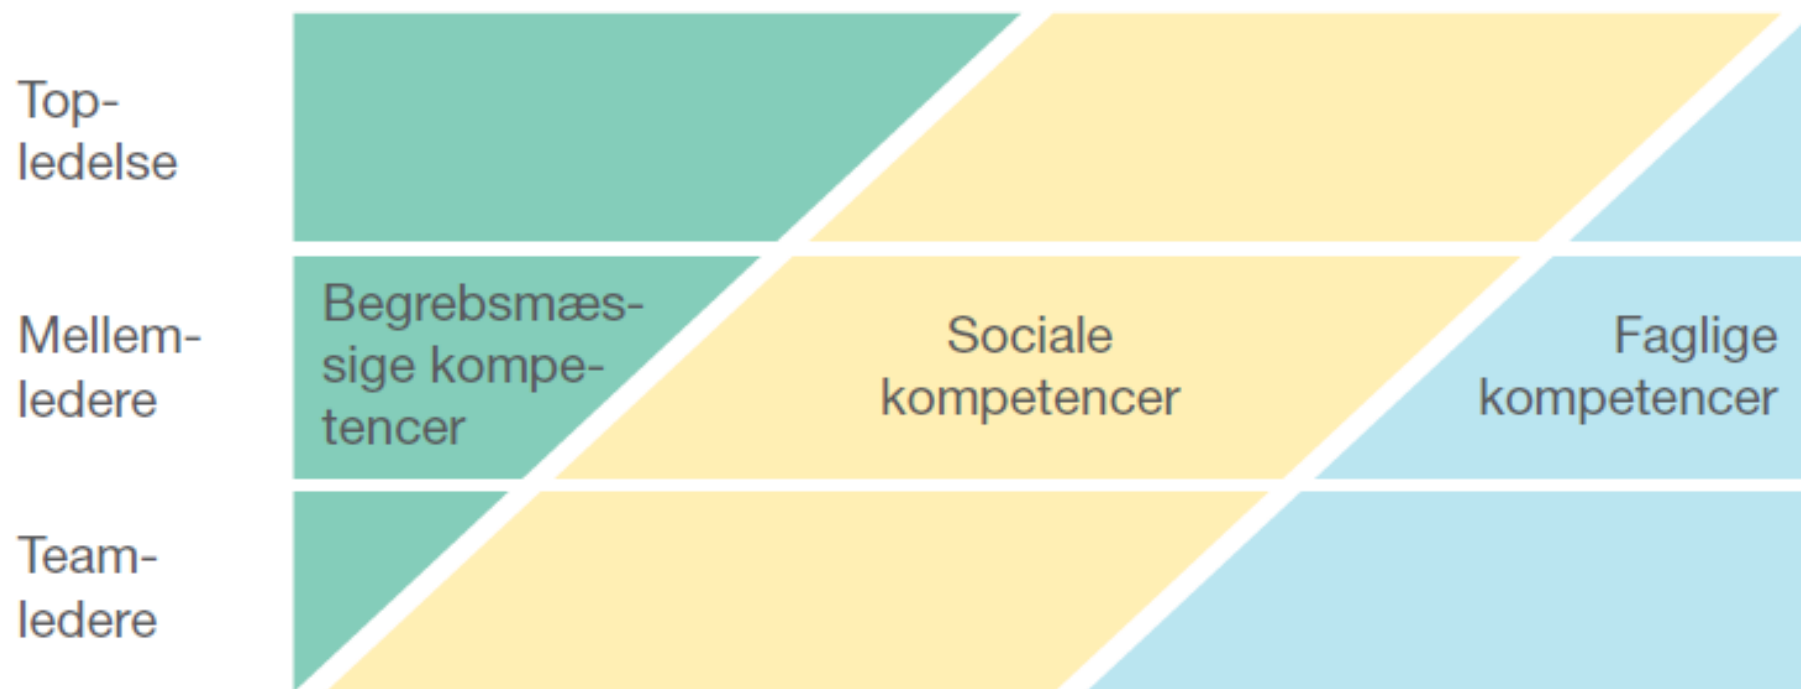 Top-
ledelse
Mellem-
ledere
Begrebsmæs-
sige kompe-
tencer
Sociale
kompetencer
Faglige
kompetencer
Team-
ledere